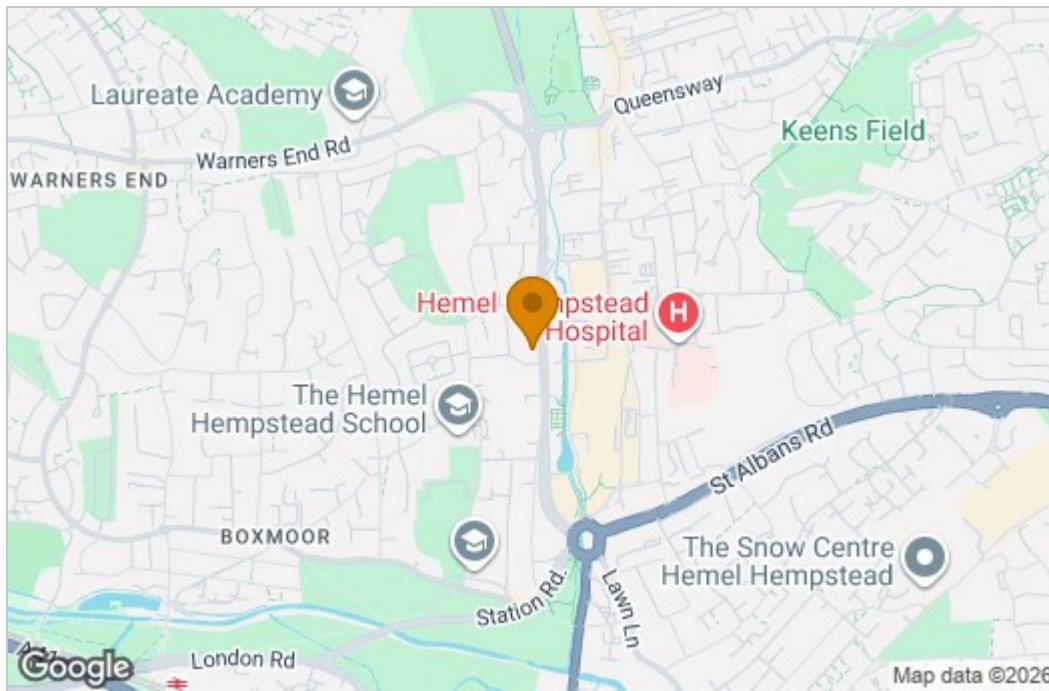 Laureate Academy
Queensway
Keens Field
Warners End Rd
WARNERS END
Hemel
Hospital
H
The Hemel
Hempstead School
St Albans Rd
BOXMOOR
The Snow Centre
Hemel Hempstead
Station Rd.
Lawn Ln
London Rd
Google
Map data ©2026